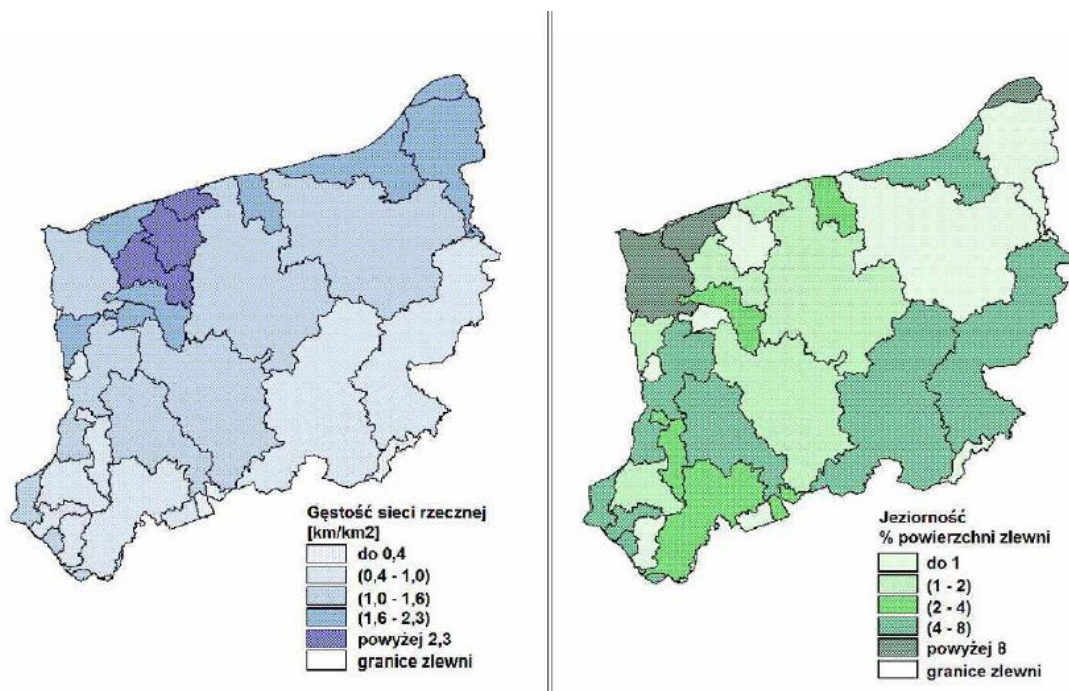 Gęstość sieci rzecznej
[km/km2]
do 0,4
(0,4 - 1,0)
(1,0 - 1,6)
(1,6 - 2,3)
powyżej 2,3
granice zlewni
Jeziorność
% powierzchni zlewni
do 1
(1 - 2)
(2 - 4)
(4 - 8)
powyżej 8
granice zlewni